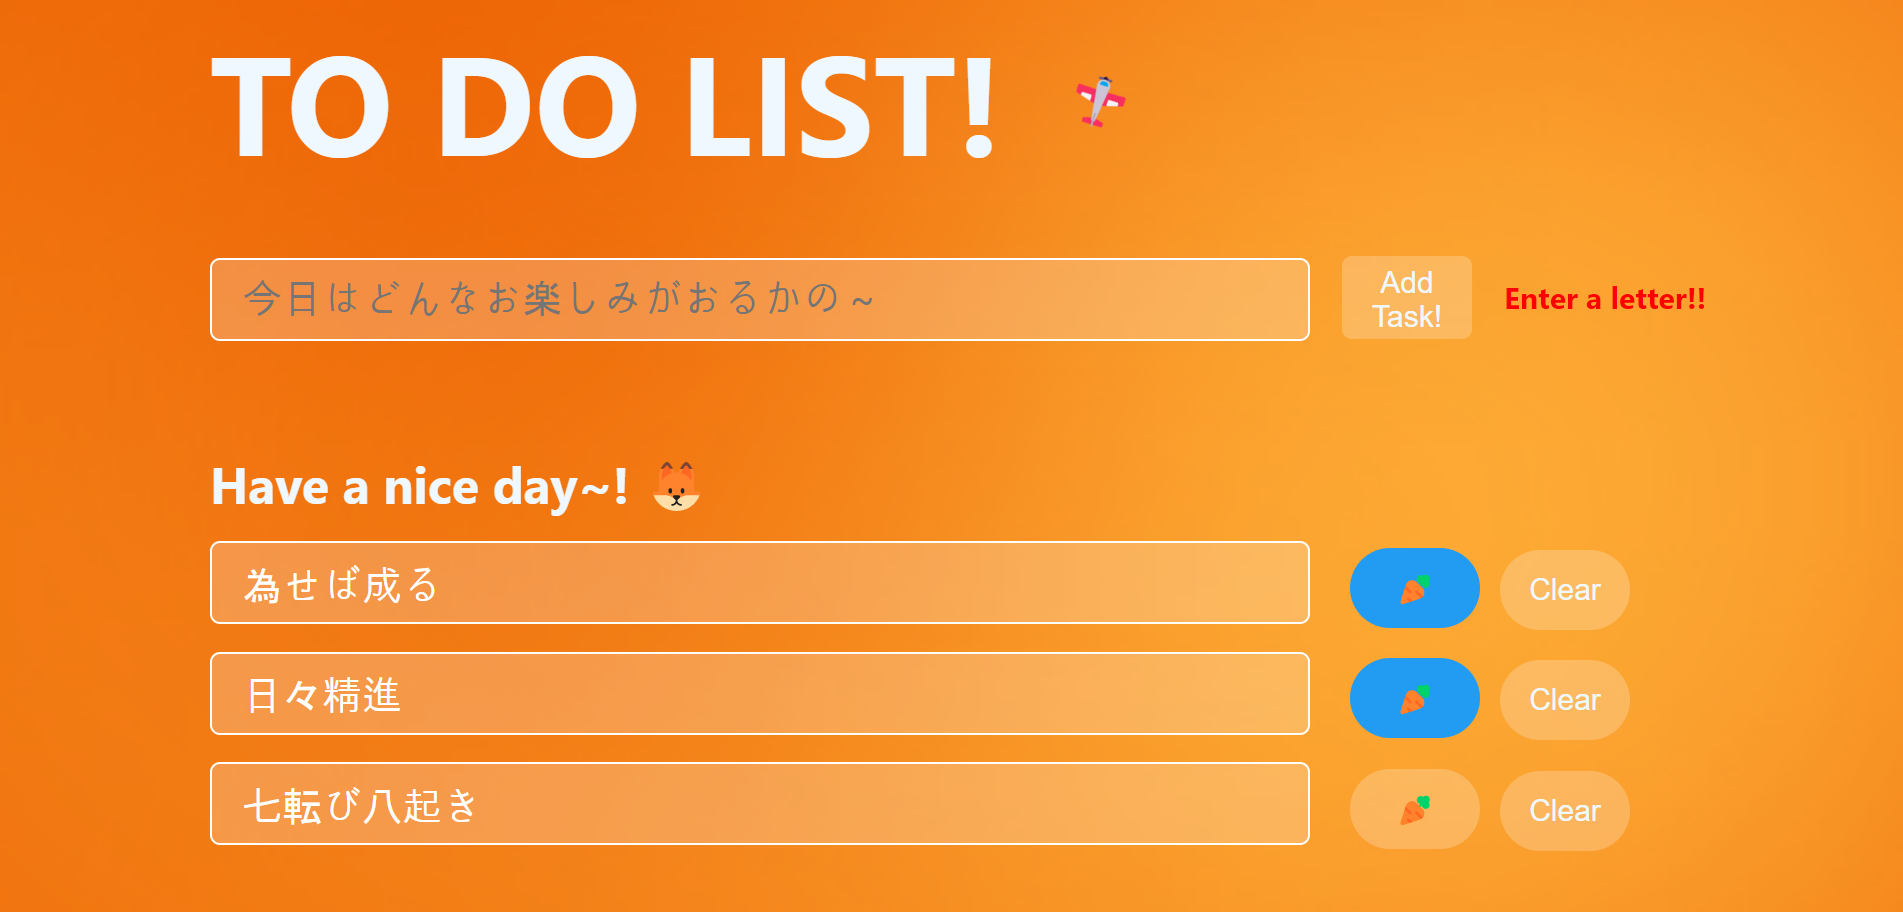 TO DO LIST!
今日はどんなお楽しみがおるかの~
Add
Task!
Enter a letter!!
Have a nice day~!
為せば成る
Clear
日々精進
Clear
七転び八起き
Clear